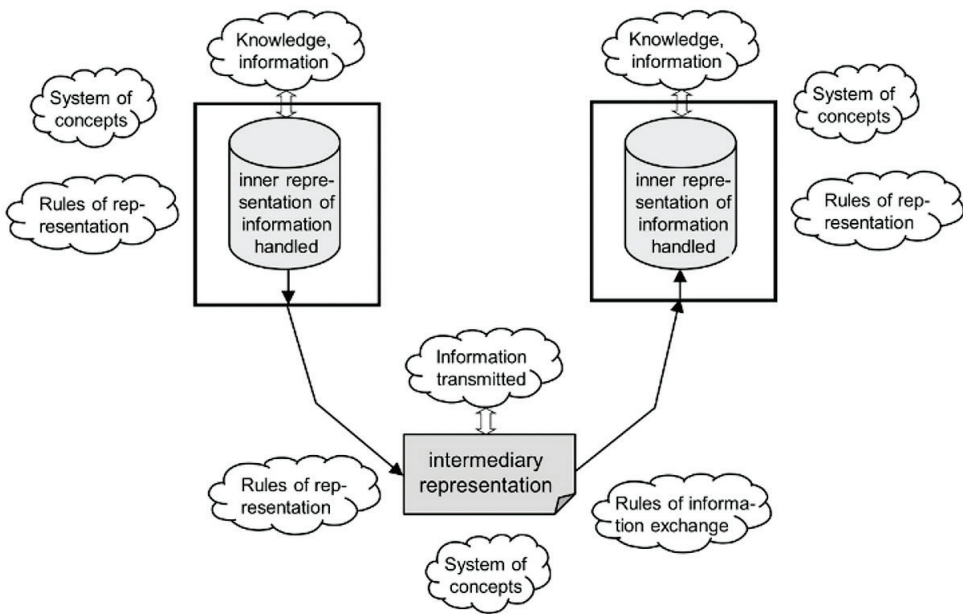 Knowledge,
information
System of
concepts
Rules of rep-
resentation
inner repre-
sentation of
information
handled
Knowledge,
information
System of
concepts
Rules of rep-
resentation
inner repre-
sentation of
information
handled
Information
transmitted
intermediary
representation
Rules of rep-
resentation
Rules of informa-
tion exchange
System of
concepts